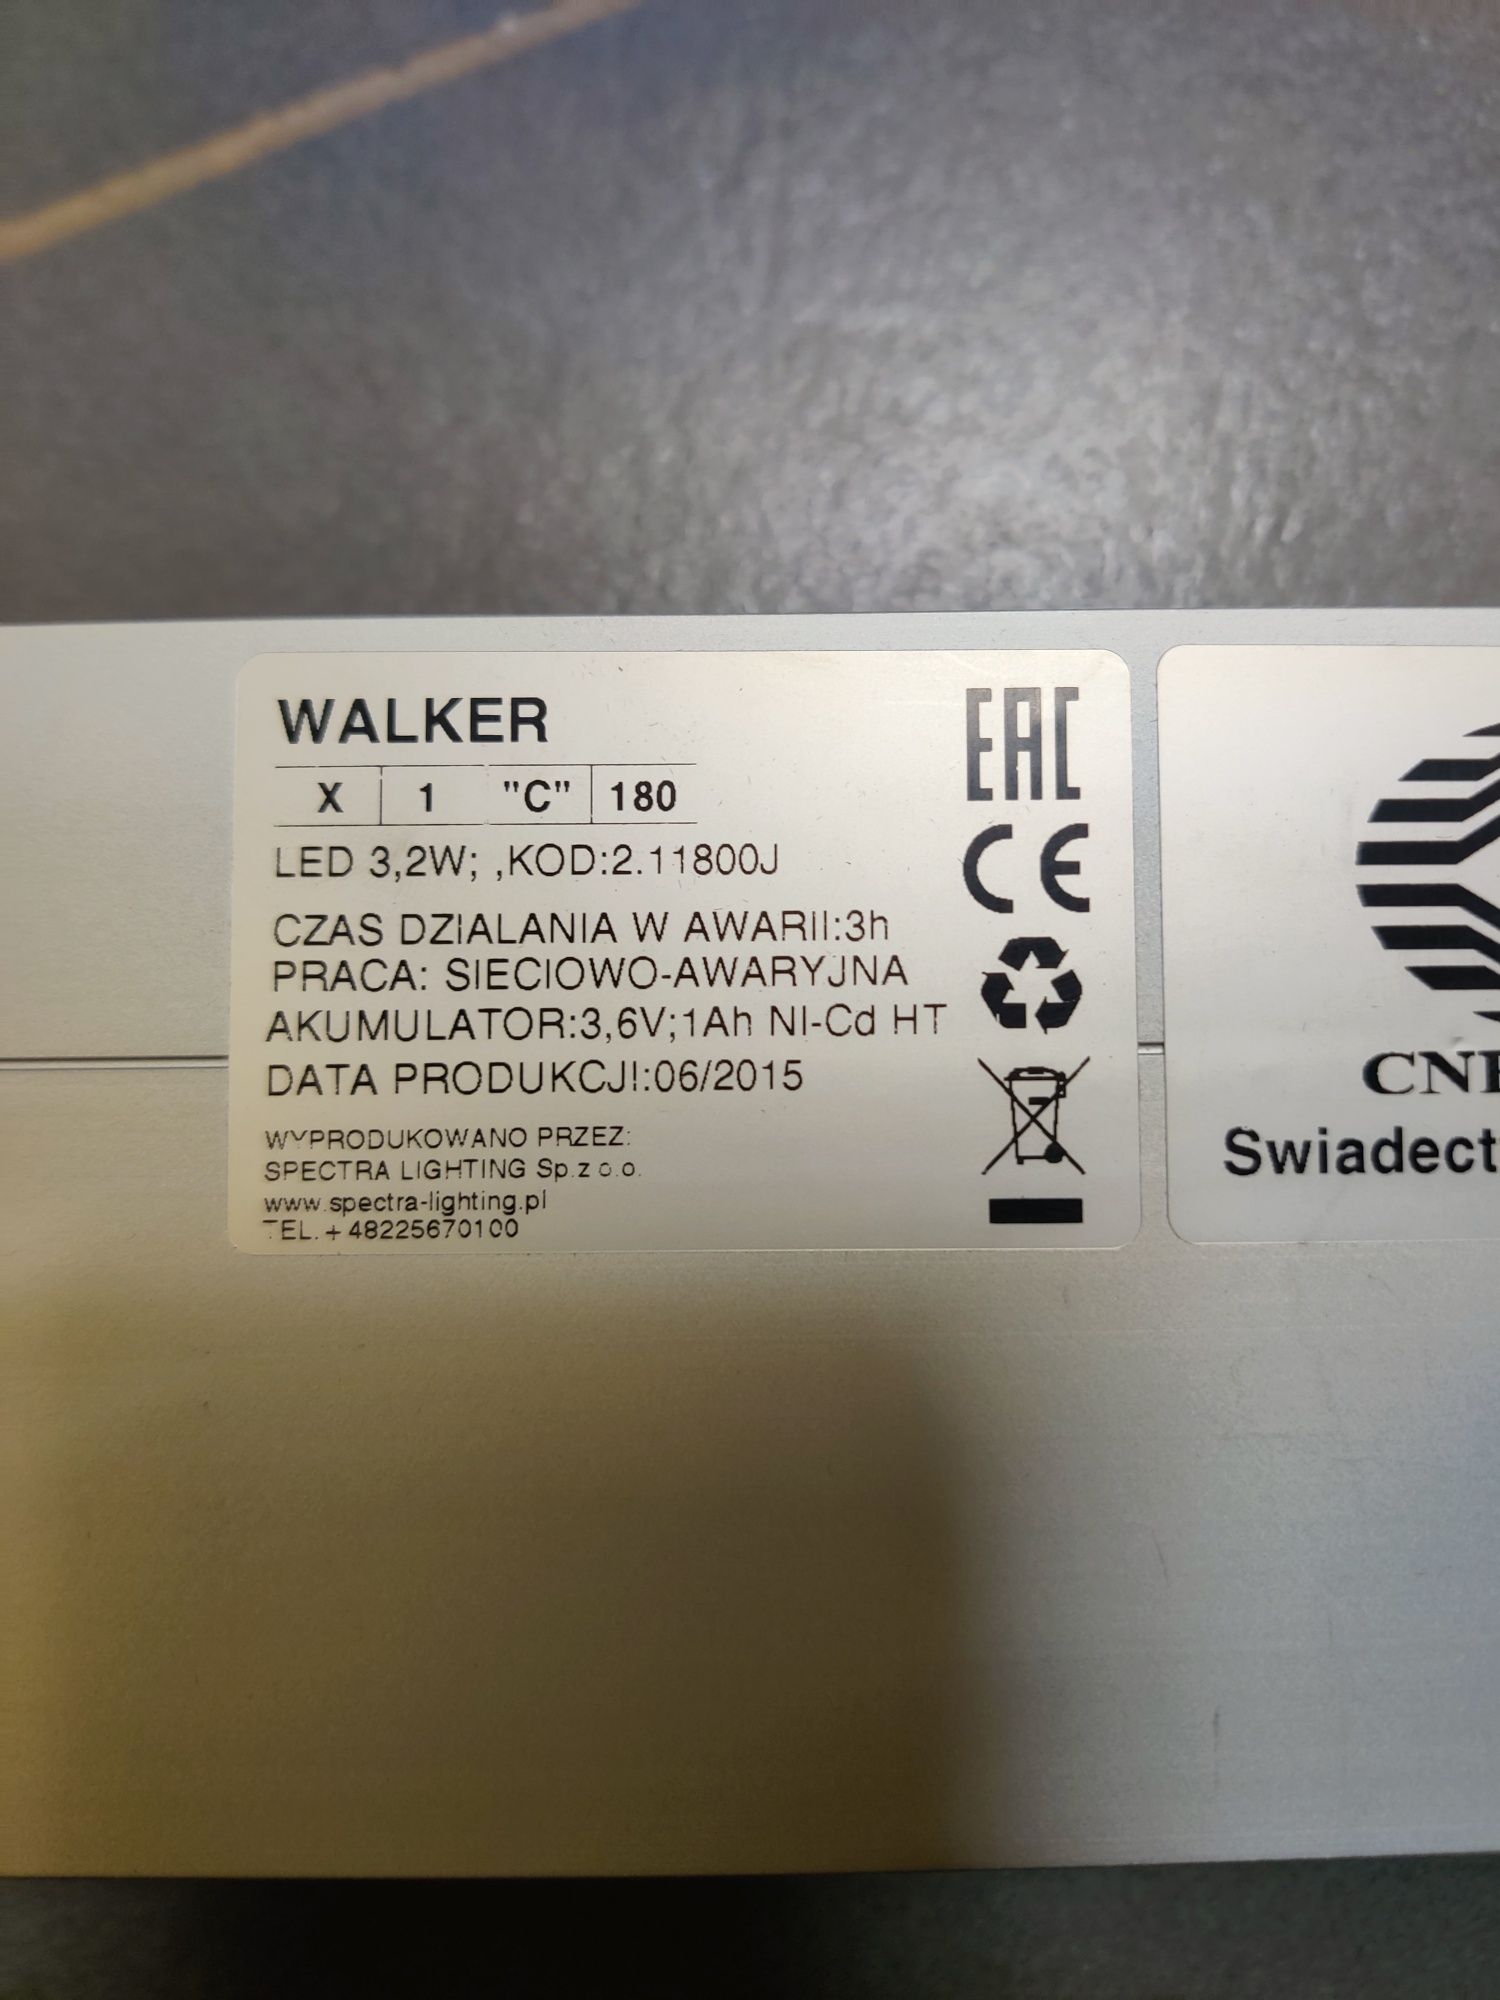 WALKER
X 1 "C" 180
LED 3,2W; ,KOD:2.11800J
CZAS DZIALANIA W AWARII:3h
PRACA: SIECIOWO-AWARYJNA
AKUMULATOR:3,6V;1Ah NI-Cd HT
DATA PRODUKCJI:06/2015
WYPRODUKOWANO PRZEZ:
SPECTRA LIGHTING Sp.z o.o.
www.spectra-lighting.pl
TEL.+48225670100
EAC
CE